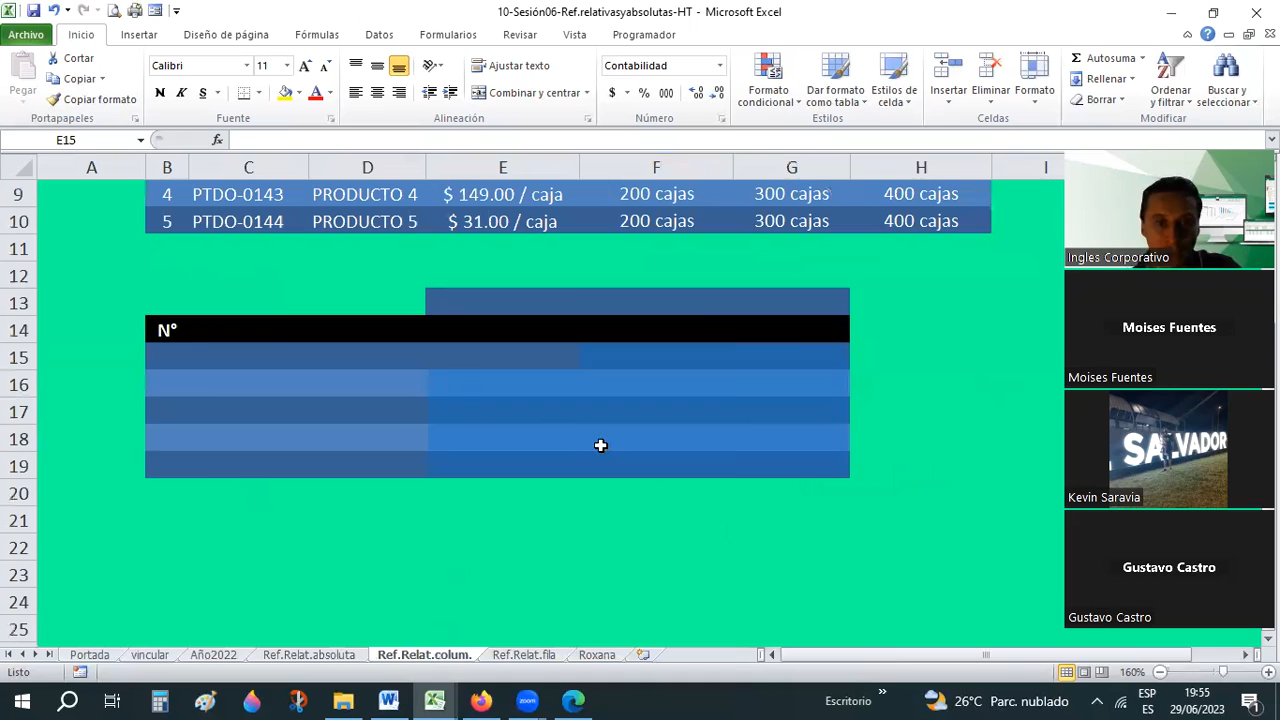 10-Sesión06-Ref.relativasyabsolutas-HT - Microsoft Excel
Archivo Inicio Insertar Diseño de página Fórmulas Datos Formularios Revisar Vista Programador
Pegar
Cortar
Copiar
Copiar formato
Portapapeles
Calibri 11
N K S
Fuente
Ajustar texto
Combinar y centrar
Alineación
Contabilidad
$ % 000
Número
Formato condicional
Dar formato como tabla
Estilos de celda
Estilos
Insertar Eliminar Formato
Celdas
Autosuma
Rellenar
Borrar
Ordenar y filtrar
Buscar y seleccionar
Modificar
E15 fx
A B C D E F G H I
9 4 PTDO-0143 PRODUCTO 4 $ 149.00 / caja 200 cajas 300 cajas 400 cajas
10 5 PTDO-0144 PRODUCTO 5 $ 31.00 / caja 200 cajas 300 cajas 400 cajas
11
12
13
14 N°
15
16
17
18
19
20
21
22
23
24
25
Ingles Corporativo
Moises Fuentes
Moises Fuentes
SALVADOR
Kevin Saravia
Gustavo Castro
Gustavo Castro
Portada vincular Año2022 Ref.Relat.absoluta Ref.Relat.colum. Ref.Relat.fila Roxana
Listo 160%
Escritorio
26°C Parc. nublado
ESP
ES
19:55
29/06/2023
1